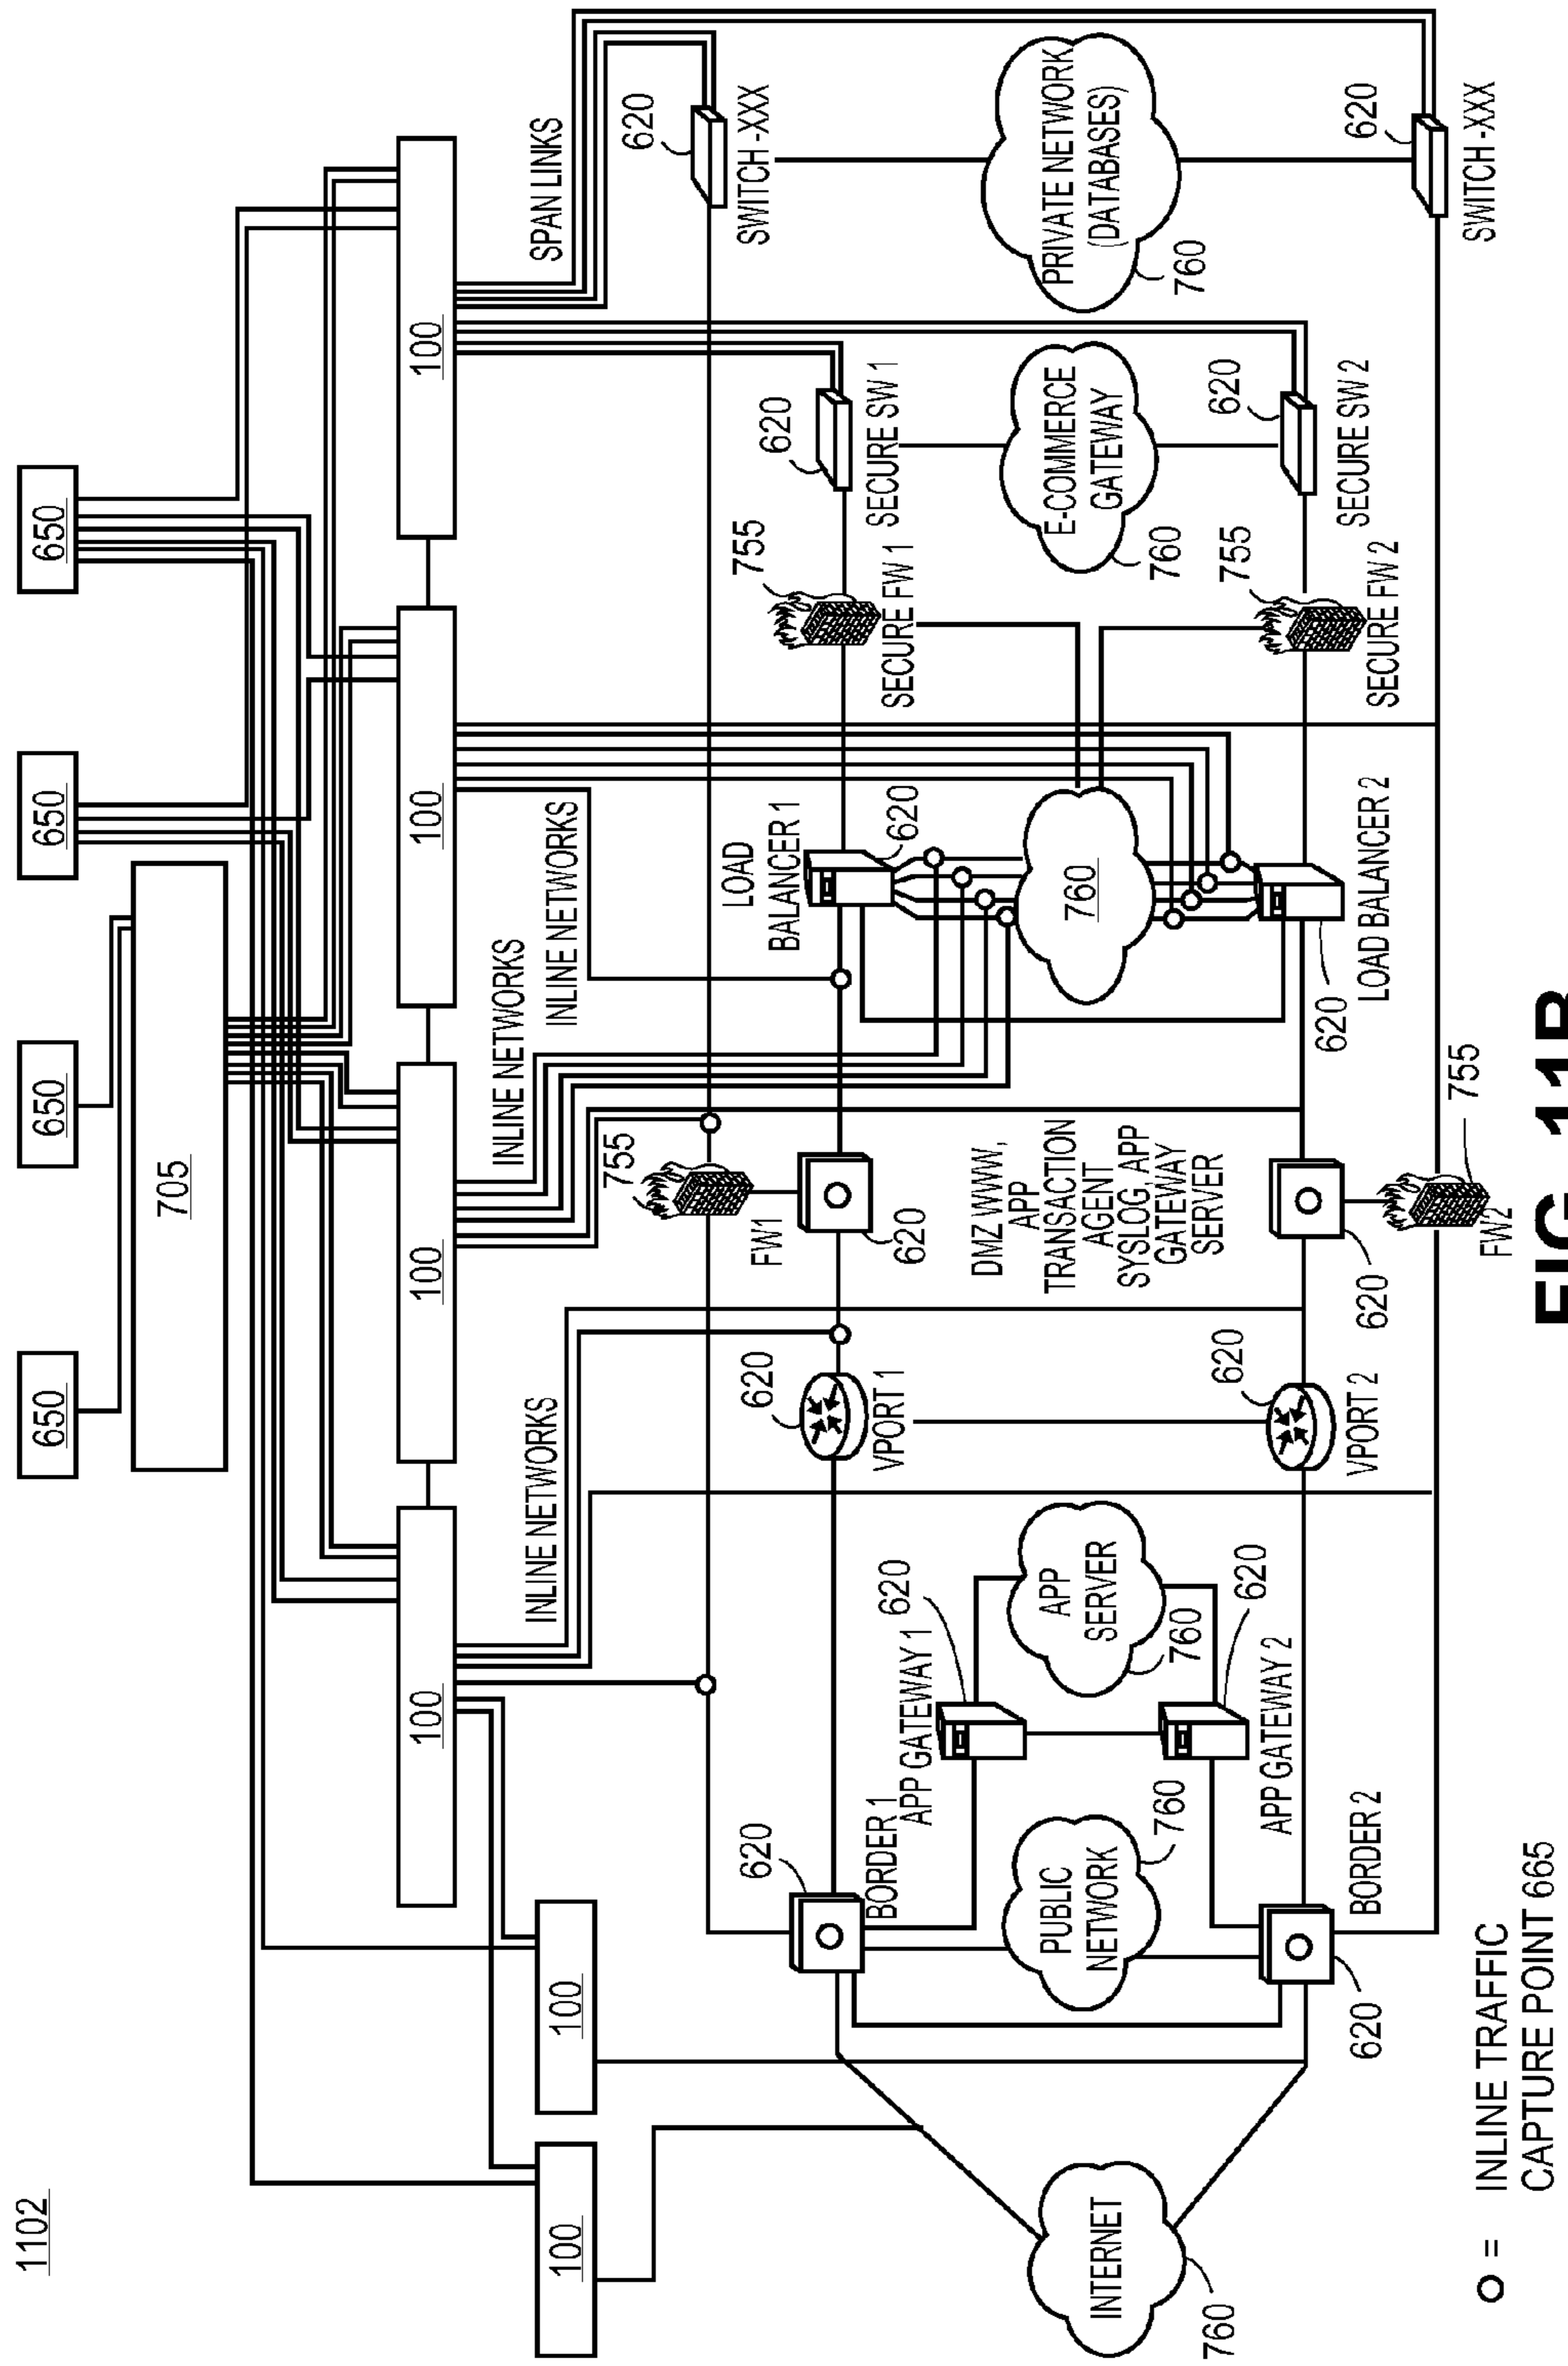 1102
650
650
650
650
705
100
100
100
100
100
100
INLINE NETWORKS
INLINE NETWORKS
INLINE NETWORKS
SPAN LINKS
620
BORDER 1
620
VPORT 1
755
FW1
620
LOAD
BALANCER 1
620
755
SECURE FW 1
620
SECURE SW 1
620
SWITCH -XXX
INTERNET
760
PUBLIC
NETWORK
760
APP GATEWAY 1
620
APP
SERVER
760
APP GATEWAY 2
620
DMZ WWW,
APP
TRANSACTION
AGENT
SYSLOG, APP
GATEWAY
SERVER
760
E-COMMERCE
GATEWAY
760
PRIVATE NETWORK
(DATABASES)
760
620
BORDER 2
620
VPORT 2
620
755
FW2
620
LOAD BALANCER 2
755
SECURE FW 2
620
SECURE SW 2
620
SWITCH -XXX
O = INLINE TRAFFIC
CAPTURE POINT 665
FIG. 11B